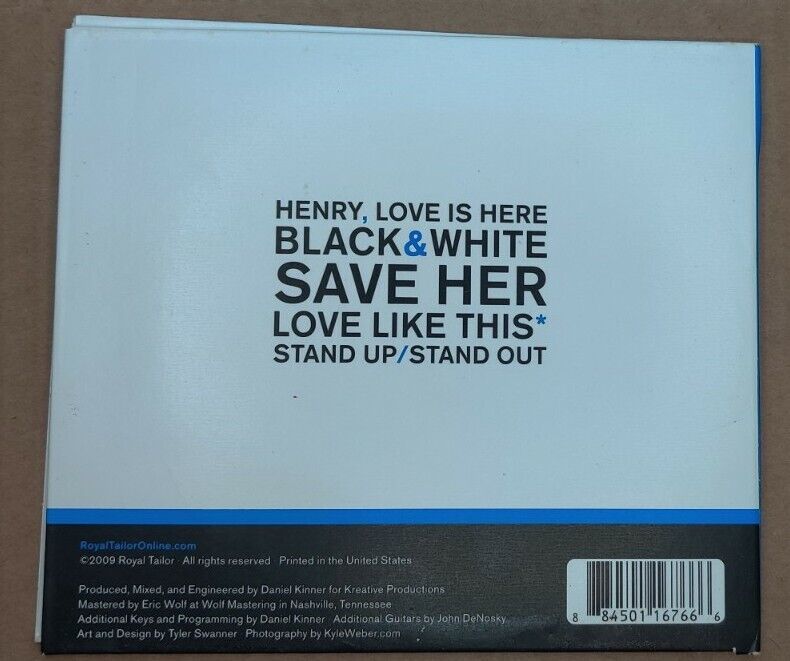 HENRY, LOVE IS HERE
BLACK&WHITE
SAVE HER
LOVE LIKE THIS*
STAND UP/STAND OUT
RoyalTailorOnline.com
©2009 Royal Tailor · All rights reserved · Printed in the United States
Produced, Mixed, and Engineered by Daniel Kinner for Kreative Productions
Mastered by Eric Wolf at Wolf Mastering in Nashville, Tennessee
Additional Keys and Programming by Daniel Kinner · Additional Guitars by John DeNosky
Art and Design by Tyler Swanner · Photography by KyleWeber.com
8 84501 16766 6